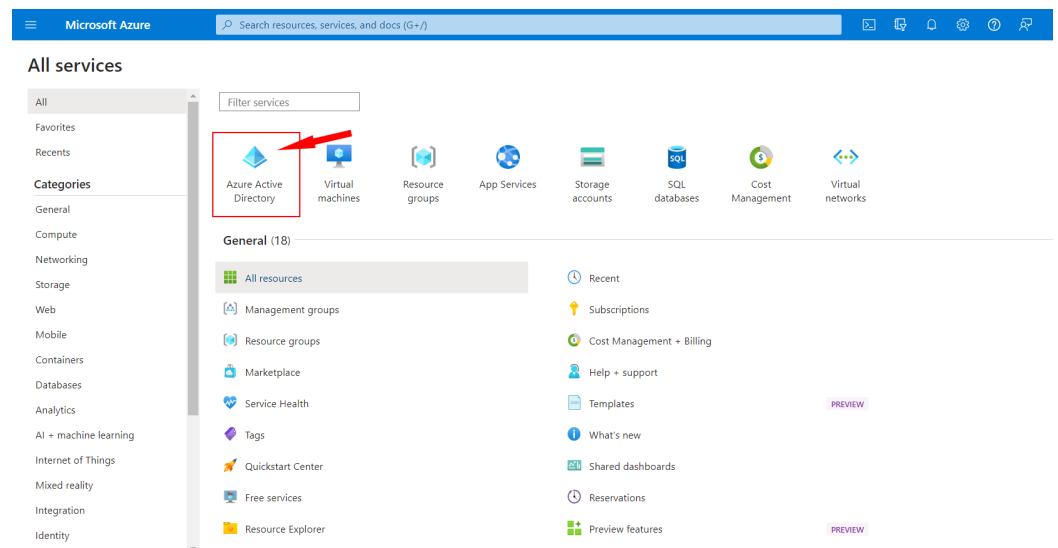 Microsoft Azure
Search resources, services, and docs (G+/)
All services
All
Favorites
Recents
Categories
General
Compute
Networking
Storage
Web
Mobile
Containers
Databases
Analytics
AI + machine learning
Internet of Things
Mixed reality
Integration
Identity
Filter services
Azure Active
Directory
Virtual
machines
Resource
groups
App Services
Storage
accounts
SQL
SQL
databases
Cost
Management
Virtual
networks
General (18)
All resources
Management groups
Resource groups
Marketplace
Service Health
Tags
Quickstart Center
Free services
Resource Explorer
Recent
Subscriptions
Cost Management + Billing
Help + support
Templates PREVIEW
What's new
Shared dashboards
Reservations
Preview features PREVIEW